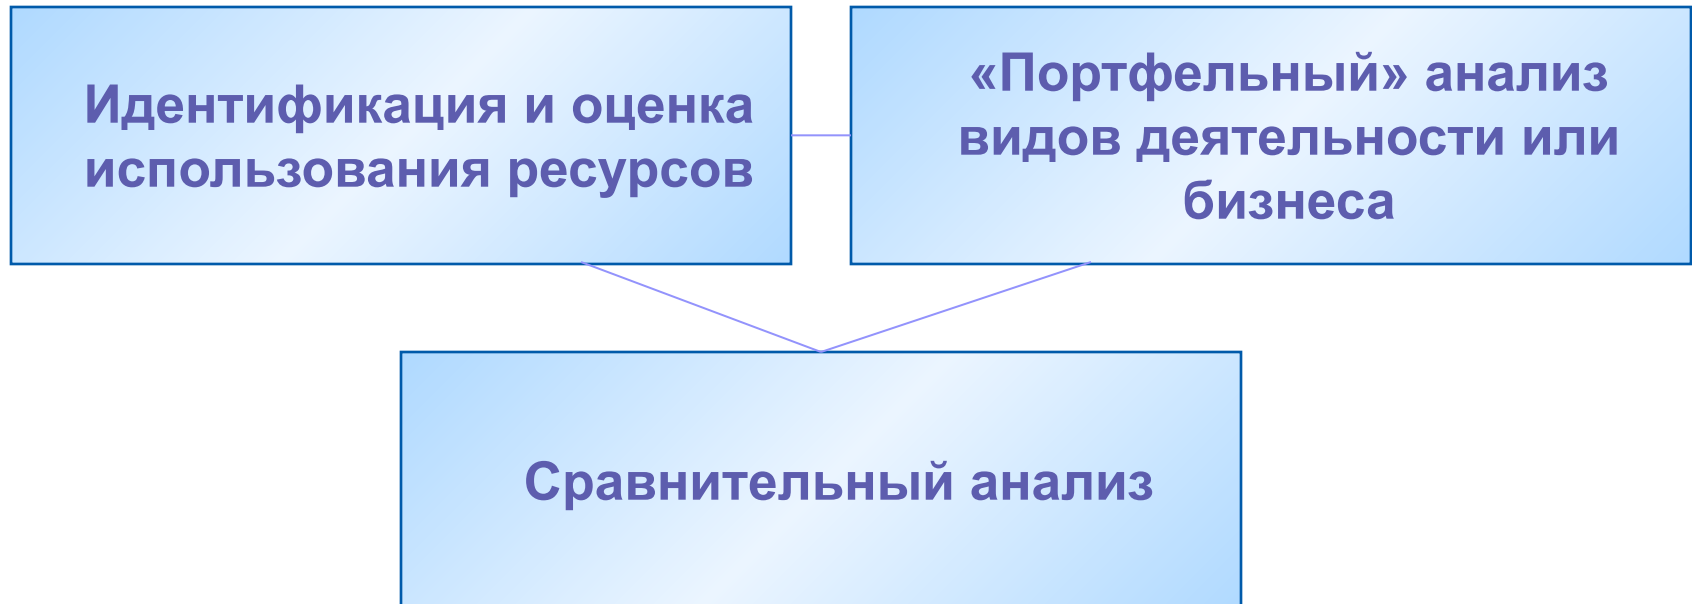 Идентификация и оценка
использования ресурсов
«Портфельный» анализ
видов деятельности или
бизнеса
Сравнительный анализ